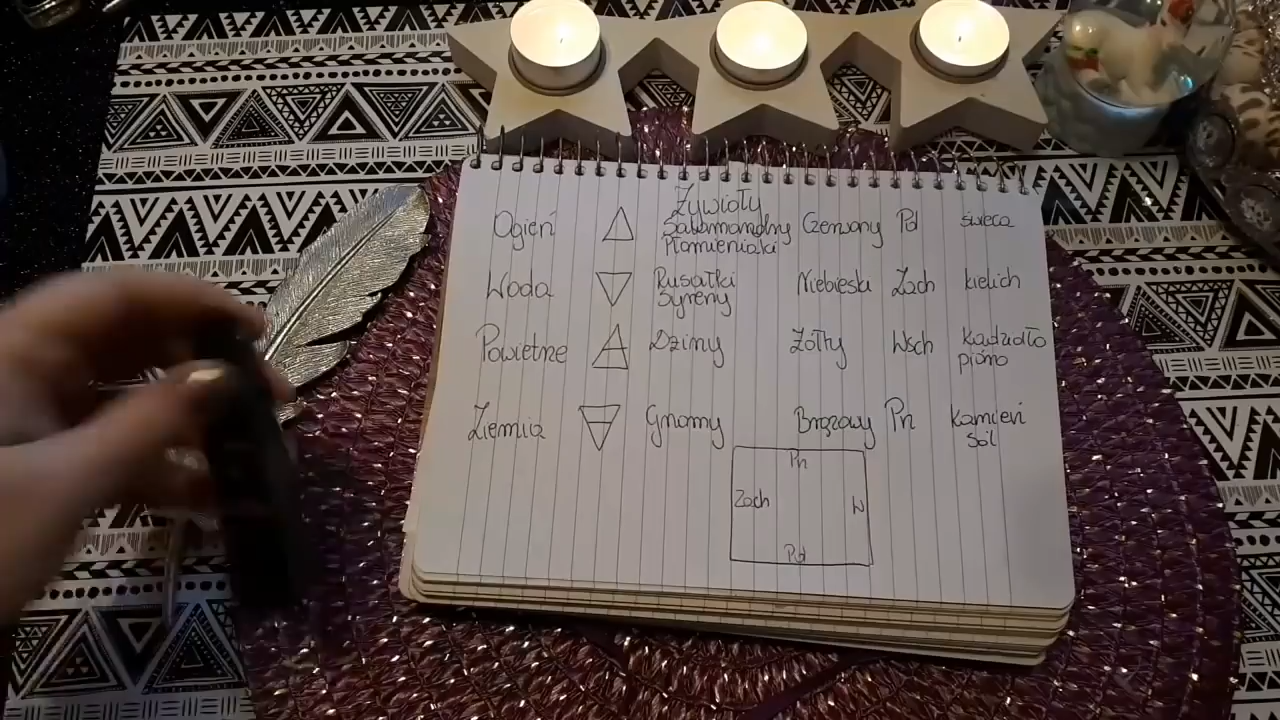 Żywioły
Ogień Salamandry Czerwony Pd świeca
Płomieniaki
Woda Rusałki Niebieski Zach kielich
Syreny
Powietrze Dżiny Żółty Wsch Kadzidło
pióro
Ziemia Gnomy Brązowy Pn Kamień
Sól
Pn
Zach W
Pd